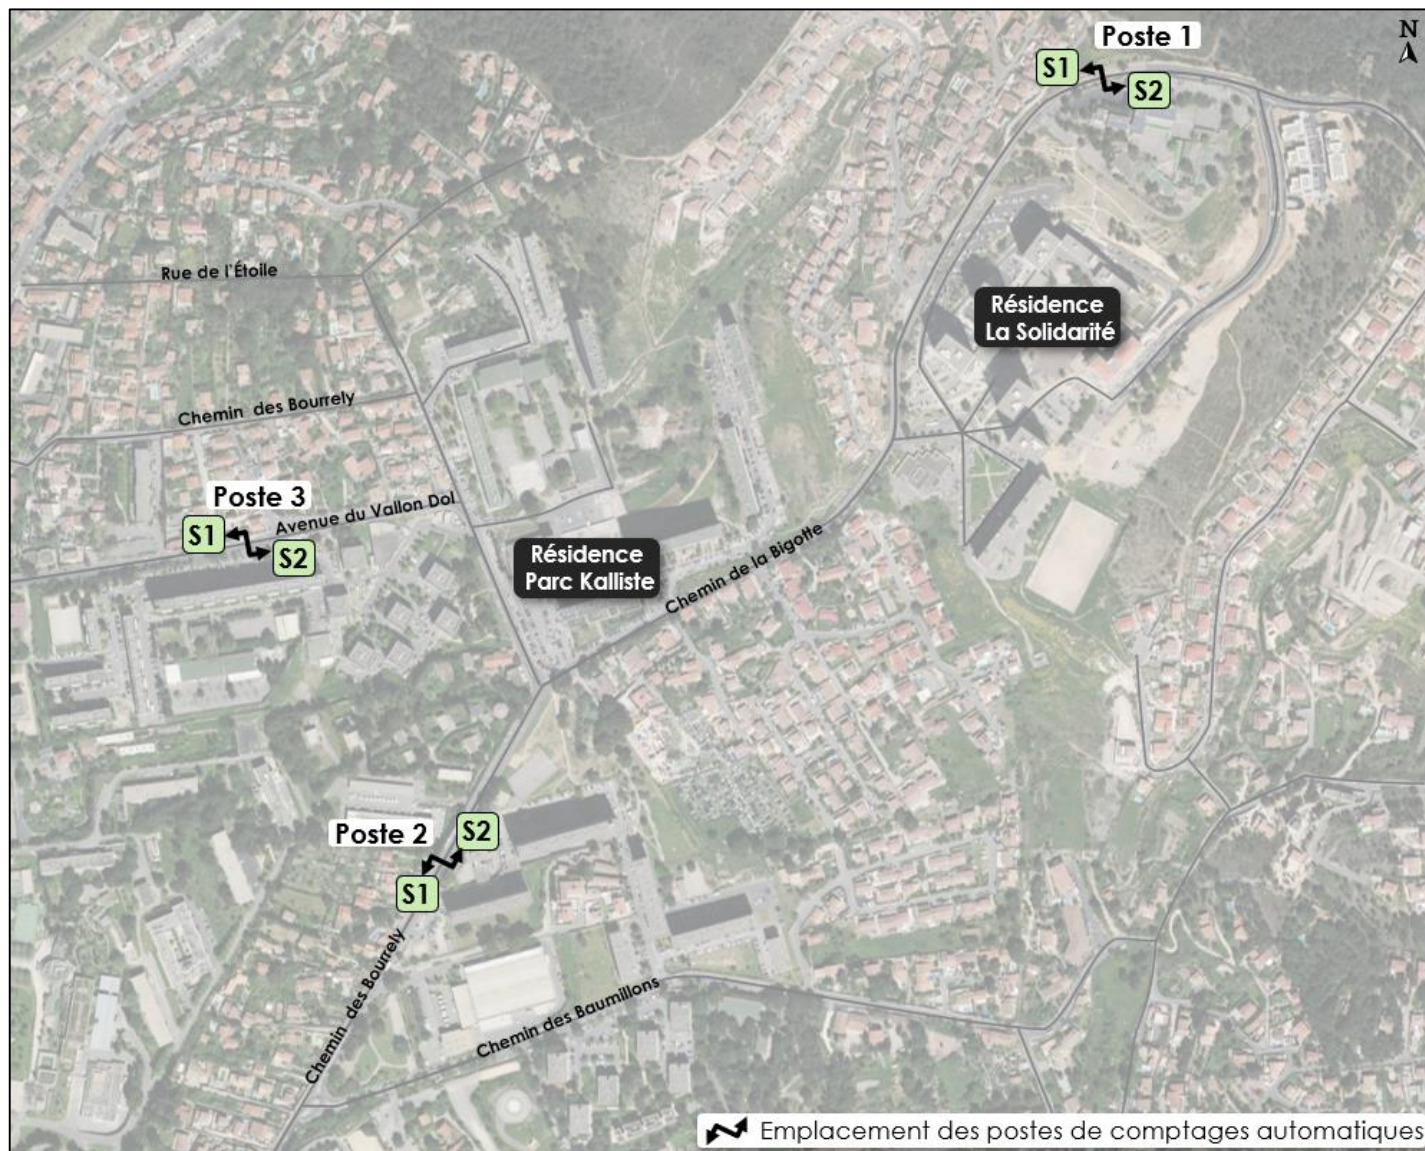 Poste 1
N
S1
S2
Rue de l'Étoile
Résidence
La Solidarité
Chemin des Bourrely
Poste 3
Avenue du Vallon Dol
S1
S2
Résidence
Parc Kalliste
Chemin de la Bigotte
Poste 2
S2
S1
Chemin des Bourrely
Chemin des Baumillons
Emplacement des postes de comptages automatiques